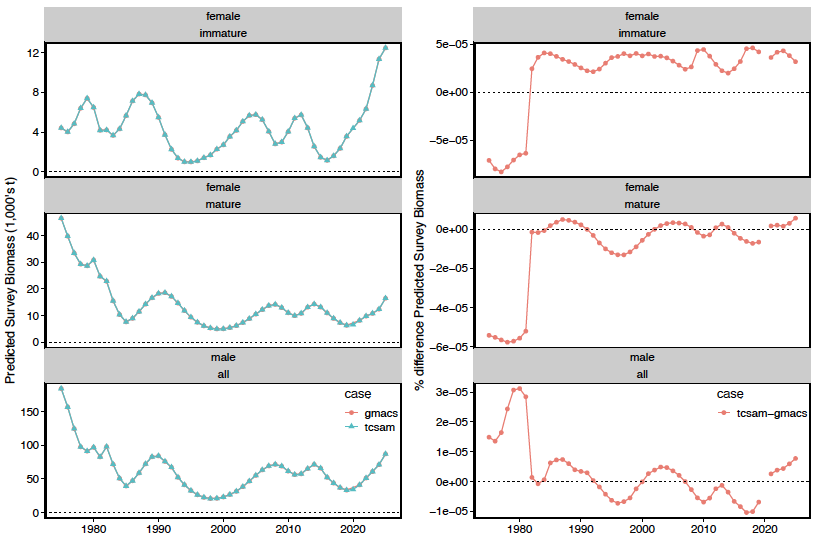 Predicted Survey Biomass (1,000's t)
female
immature
12
8
4
0
female
mature
40
30
20
10
0
male
all
150
100
50
0
case
gmacs
tcsam
1980
1990
2000
2010
2020
% difference Predicted Survey Biomass
female
immature
5e−05
0e+00
−5e−05
female
mature
0e+00
−2e−05
−4e−05
−6e−05
male
all
3e−05
2e−05
1e−05
0e+00
−1e−05
case
tcsam−gmacs
1980
1990
2000
2010
2020